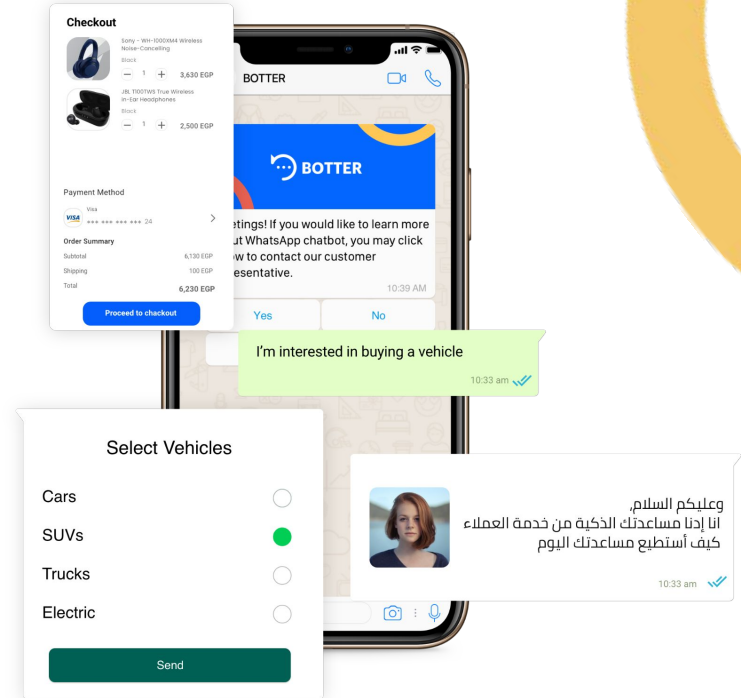 Checkout
Sony - WH-1000XM4 Wireless
Noise-Cancelling
Black
1
3,630 EGP
JBL T100TWS True Wireless
in-Ear Headphones
Black
1
2,500 EGP
Payment Method
Visa
VISA
*** *** *** *** 24
Order Summary
Subtotal 6,130 EGP
Shipping 100 EGP
Total 6,230 EGP
Proceed to chackout
BOTTER
BOTTER
etings! If you would like to learn more
ut WhatsApp chatbot, you may click
ow to contact our customer
esentative.
10:39 AM
Yes No
I'm interested in buying a vehicle
10:33 am
Select Vehicles
Cars
SUVs
Trucks
Electric
Send
وعليكم السلام,
انا إدنا مساعدتك الذكية من خدمة العملاء
كيف أستطيع مساعدتك اليوم
10:33 am